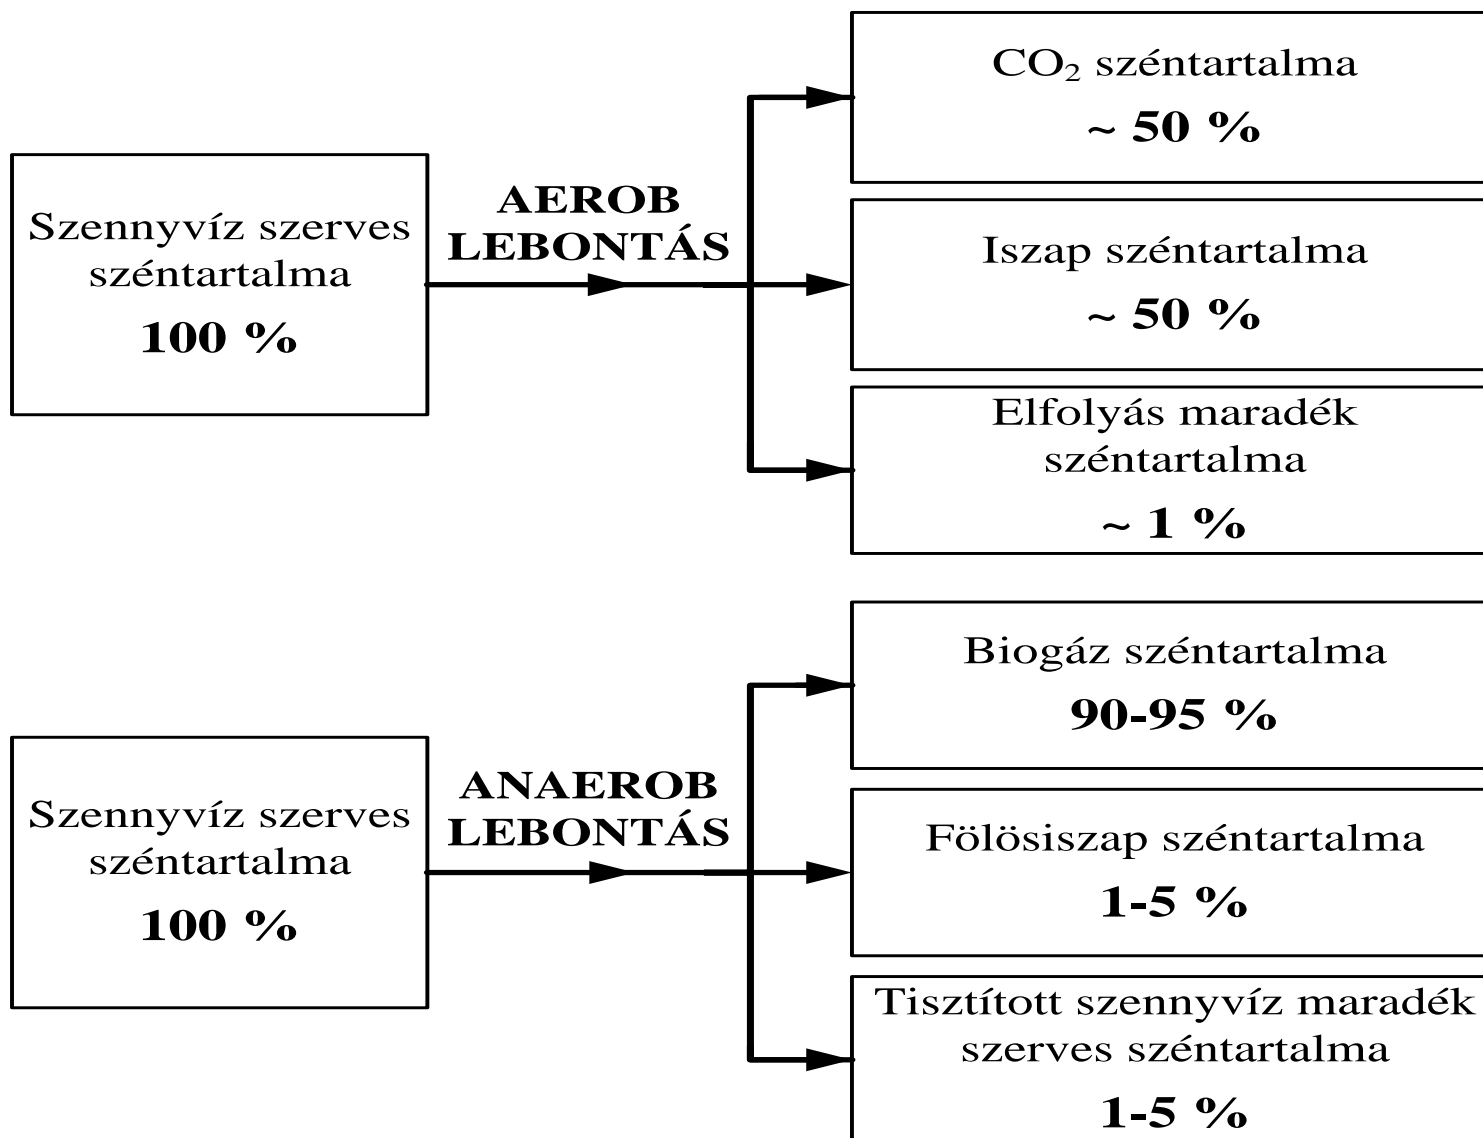 Szennyvíz szerves
széntartalma
100 %
AEROB
LEBONTÁS
CO₂ széntartalma
~ 50 %
Iszap széntartalma
~ 50 %
Elfolyás maradék
széntartalma
~ 1 %
Szennyvíz szerves
széntartalma
100 %
ANAEROB
LEBONTÁS
Biogáz széntartalma
90-95 %
Fölösiszap széntartalma
1-5 %
Tisztított szennyvíz maradék
szerves széntartalma
1-5 %